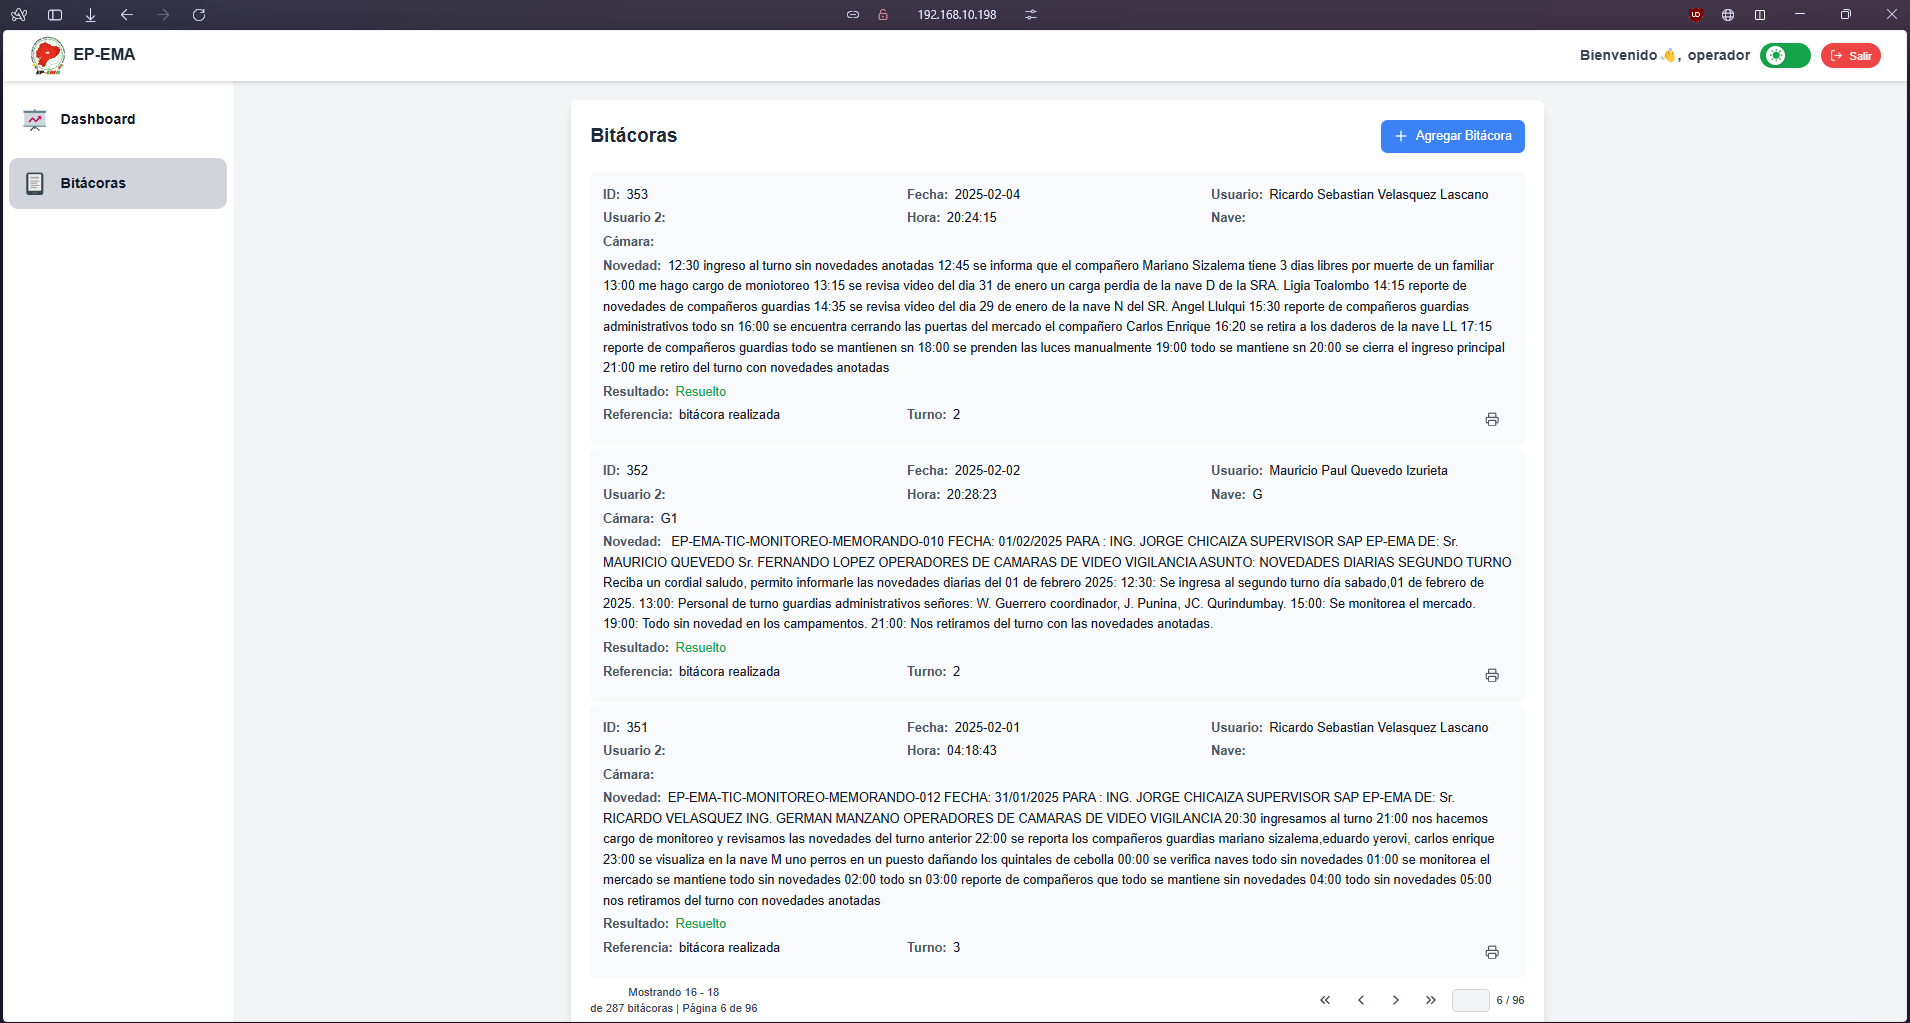 192.168.10.198
EP-EMA
Bienvenido 👋, operador
Salir
Dashboard
Bitácoras
Bitácoras
+ Agregar Bitácora
ID: 353 Fecha: 2025-02-04 Usuario: Ricardo Sebastian Velasquez Lascano
Usuario 2: Hora: 20:24:15 Nave:
Cámara:
Novedad: 12:30 ingreso al turno sin novedades anotadas 12:45 se informa que el compañero Mariano Sizalema tiene 3 dias libres por muerte de un familiar
13:00 me hago cargo de moniotoreo 13:15 se revisa video del dia 31 de enero un carga perdia de la nave D de la SRA. Ligia Toalombo 14:15 reporte de
novedades de compañeros guardias 14:35 se revisa video del dia 29 de enero de la nave N del SR. Angel Llulqui 15:30 reporte de compañeros guardias
administrativos todo sn 16:00 se encuentra cerrando las puertas del mercado el compañero Carlos Enrique 16:20 se retira a los daderos de la nave LL 17:15
reporte de compañeros guardias todo se mantienen sn 18:00 se prenden las luces manualmente 19:00 todo se mantiene sn 20:00 se cierra el ingreso principal
21:00 me retiro del turno con novedades anotadas
Resultado: Resuelto
Referencia: bitácora realizada Turno: 2
ID: 352 Fecha: 2025-02-02 Usuario: Mauricio Paul Quevedo Izurieta
Usuario 2: Hora: 20:28:23 Nave: G
Cámara: G1
Novedad: EP-EMA-TIC-MONITOREO-MEMORANDO-010 FECHA: 01/02/2025 PARA : ING. JORGE CHICAIZA SUPERVISOR SAP EP-EMA DE: Sr.
MAURICIO QUEVEDO Sr. FERNANDO LOPEZ OPERADORES DE CAMARAS DE VIDEO VIGILANCIA ASUNTO: NOVEDADES DIARIAS SEGUNDO TURNO
Reciba un cordial saludo, permito informarle las novedades diarias del 01 de febrero 2025: 12:30: Se ingresa al segundo turno día sabado,01 de febrero de
2025. 13:00: Personal de turno guardias administrativos señores: W. Guerrero coordinador, J. Punina, JC. Qurindumbay. 15:00: Se monitorea el mercado.
19:00: Todo sin novedad en los campamentos. 21:00: Nos retiramos del turno con las novedades anotadas.
Resultado: Resuelto
Referencia: bitácora realizada Turno: 2
ID: 351 Fecha: 2025-02-01 Usuario: Ricardo Sebastian Velasquez Lascano
Usuario 2: Hora: 04:18:43 Nave:
Cámara:
Novedad: EP-EMA-TIC-MONITOREO-MEMORANDO-012 FECHA: 31/01/2025 PARA : ING. JORGE CHICAIZA SUPERVISOR SAP EP-EMA DE: Sr.
RICARDO VELASQUEZ ING. GERMAN MANZANO OPERADORES DE CAMARAS DE VIDEO VIGILANCIA 20:30 ingresamos al turno 21:00 nos hacemos
cargo de monitoreo y revisamos las novedades del turno anterior 22:00 se reporta los compañeros guardias mariano sizalema,eduardo yerovi, carlos enrique
23:00 se visualiza en la nave M uno perros en un puesto dañando los quintales de cebolla 00:00 se verifica naves todo sin novedades 01:00 se monitorea el
mercado se mantiene todo sin novedades 02:00 todo sn 03:00 reporte de compañeros que todo se mantiene sin novedades 04:00 todo sin novedades 05:00
nos retiramos del turno con novedades anotadas
Resultado: Resuelto
Referencia: bitácora realizada Turno: 3
Mostrando 16 - 18
de 287 bitácoras | Página 6 de 96
6 / 96